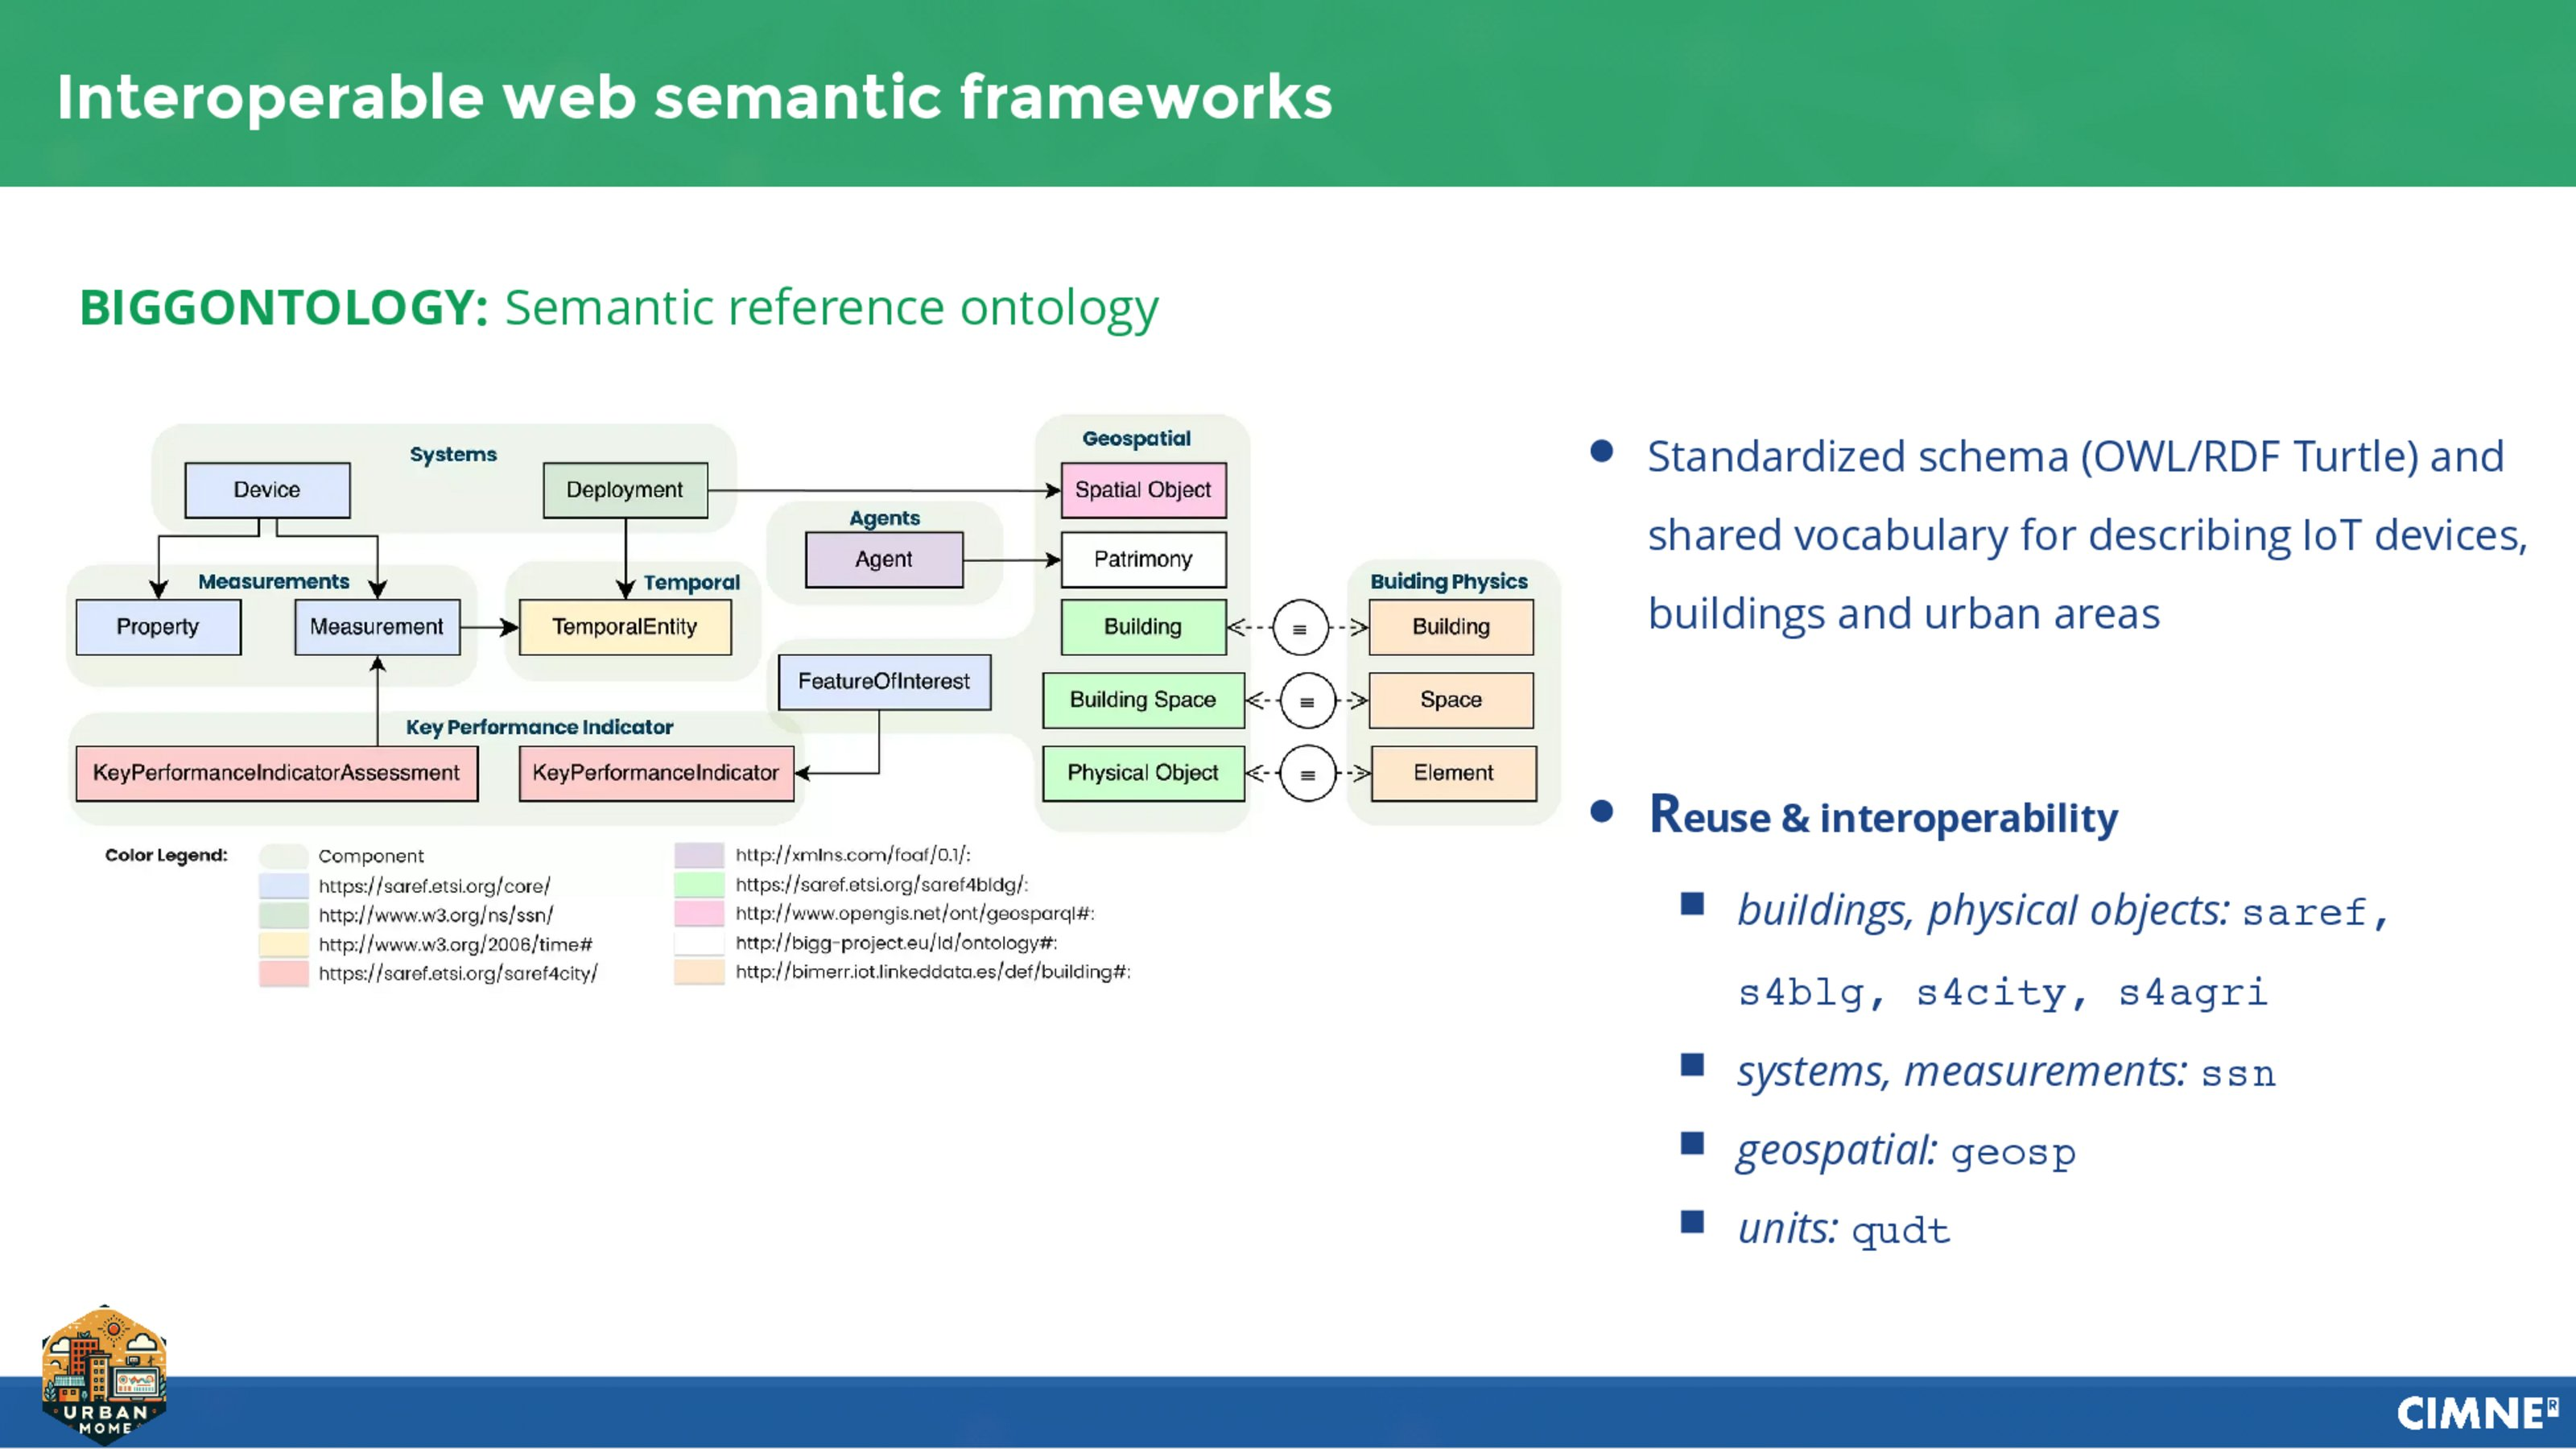 Interoperable web semantic frameworks
BIGGONTOLOGY: Semantic reference ontology
Systems
Device
Deployment
Measurements
Property
Measurement
Temporal
TemporalEntity
Agents
Agent
FeatureOfInterest
Key Performance Indicator
KeyPerformanceIndicatorAssessment
KeyPerformanceIndicator
Geospatial
Spatial Object
Patrimony
Building
Building Space
Physical Object
≡
≡
≡
Buiding Physics
Building
Space
Element
Color Legend:
Component
https://saref.etsi.org/core/
http://www.w3.org/ns/ssn/
http://www.w3.org/2006/time#
https://saref.etsi.org/saref4city/
http://xmlns.com/foaf/0.1/:
https://saref.etsi.org/saref4bldg/:
http://www.opengis.net/ont/geosparql#:
http://bigg-project.eu/ld/ontology#:
http://bimerr.iot.linkeddata.es/def/building#:
● Standardized schema (OWL/RDF Turtle) and
shared vocabulary for describing IoT devices,
buildings and urban areas
● Reuse & interoperability
■ buildings, physical objects: saref,
s4blg, s4city, s4agri
■ systems, measurements: ssn
■ geospatial: geosp
■ units: qudt
URBAN
MOME
CIMNE R